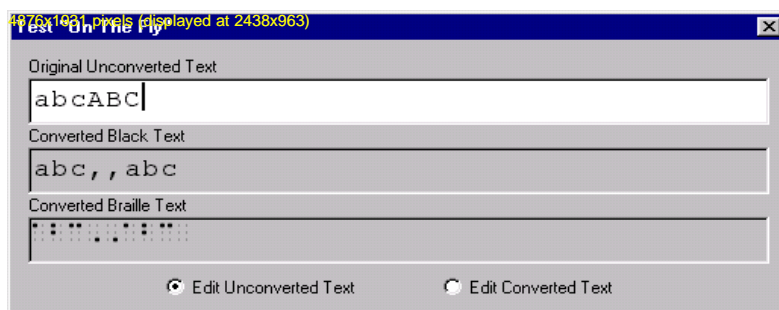 4876x1931 pixels (displayed at 2438x963)
Test "On The Fly"
Original Unconverted Text
abcABC
Converted Black Text
abc,,abc
Converted Braille Text
⠁⠃⠉⠠⠠⠁⠃⠉
Edit Unconverted Text
Edit Converted Text